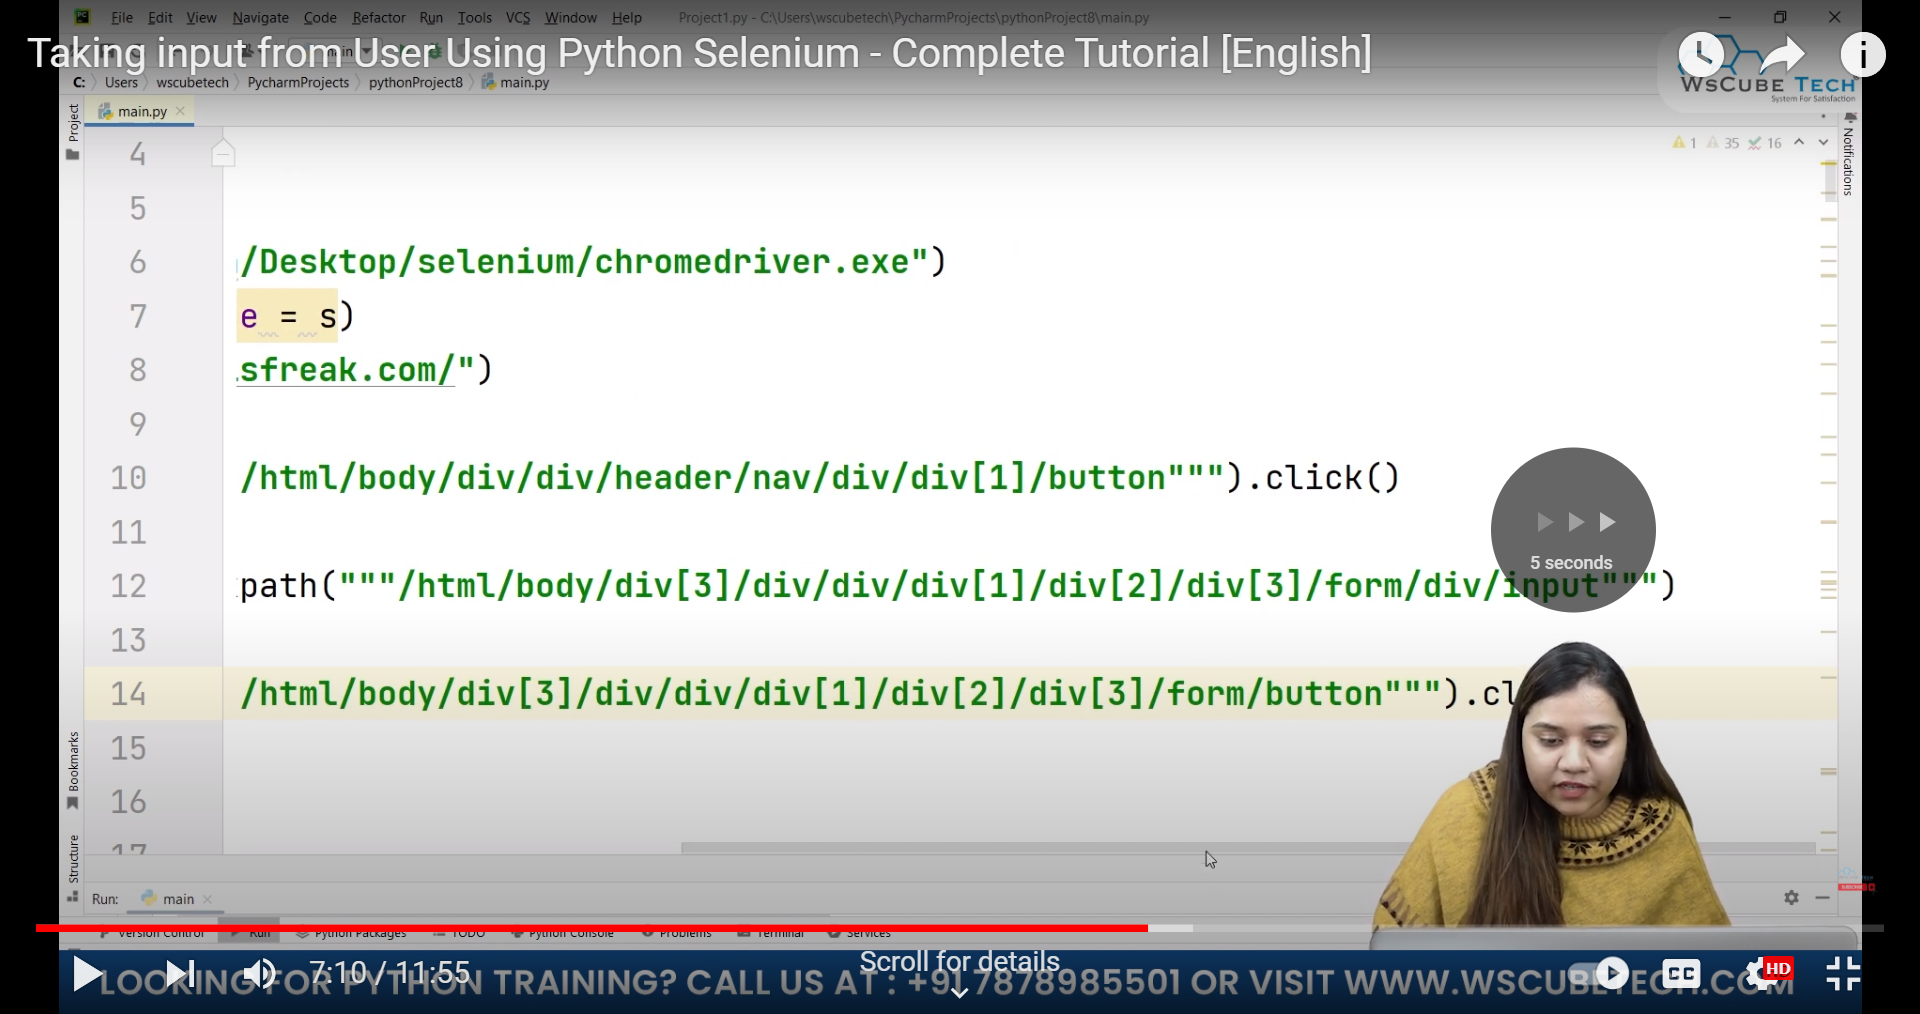 File Edit View Navigate Code Refactor Run Tools VCS Window Help Project1.py - C:\Users\wscubetech\PycharmProjects\pythonProject8\main.py
Taking input from User Using Python Selenium - Complete Tutorial [English]
C: Users wscubetech PycharmProjects pythonProject8 main.py
WsCube Tech
System For Satisfaction
Project
main.py
Notifications
1 35 16
4
5
6 /Desktop/selenium/chromedriver.exe")
7 e = s)
8 sfreak.com/")
9
10 /html/body/div/div/header/nav/div/div[1]/button""").click()
11
5 seconds
12 path("""/html/body/div[3]/div/div/div[1]/div[2]/div[3]/form/div/input""")
13
14 /html/body/div[3]/div/div/div[1]/div[2]/div[3]/form/button""").cl
15
16
17
Bookmarks
Structure
Run: main
Version Control Run Python Packages TODO Python Console Problems Terminal Services
Scroll for details
7:10 / 11:55
CC HD
LOOKING FOR PYTHON TRAINING? CALL US AT : +91 7878985501 OR VISIT WWW.WSCUBETECH.COM